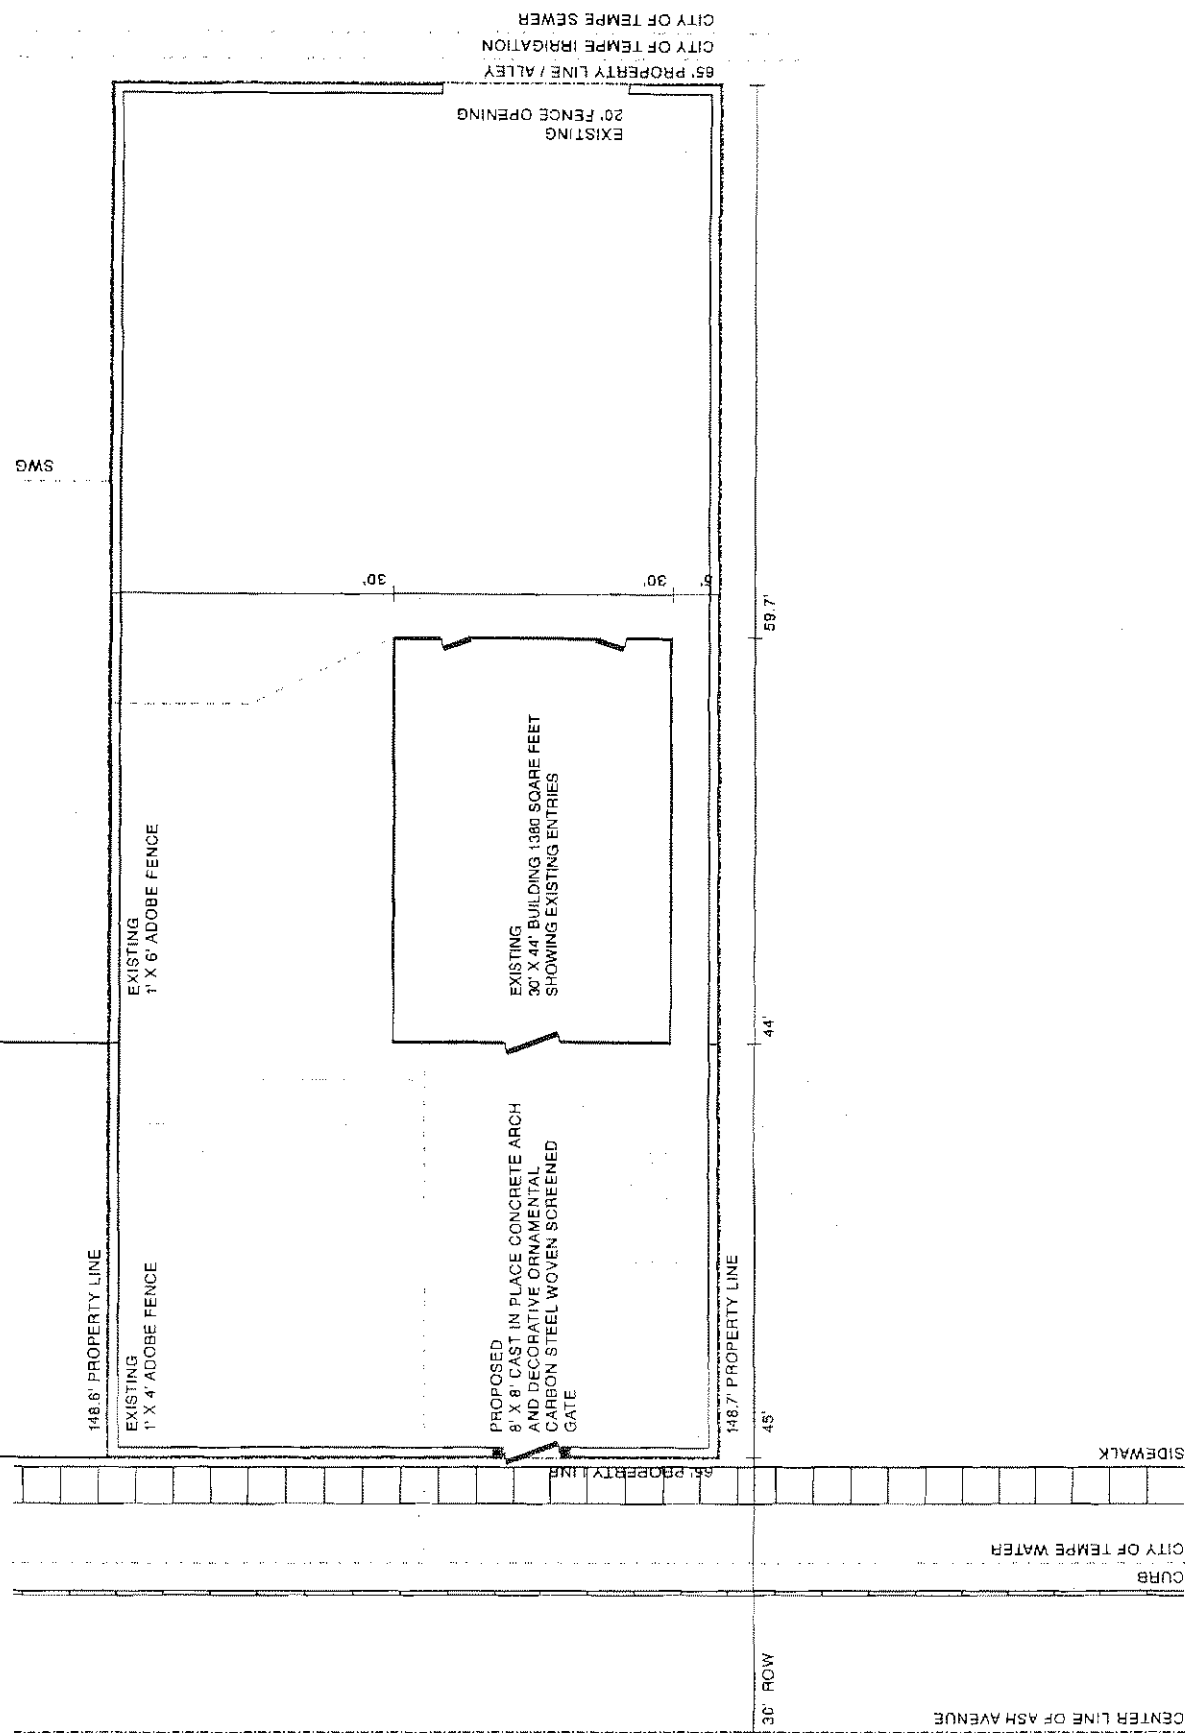 CITY OF TEMPE SEWER
CITY OF TEMPE IRRIGATION
65' PROPERTY LINE / ALLEY
EXISTING
20' FENCE OPENING
SWG
30'
30'
5'
59.7'
EXISTING
1' X 6' ADOBE FENCE
EXISTING
30' X 44' BUILDING 1380 SQARE FEET
SHOWING EXISTING ENTRIES
44'
148.6' PROPERTY LINE
EXISTING
1' X 4' ADOBE FENCE
PROPOSED
8' X 8' CAST IN PLACE CONCRETE ARCH
AND DECORATIVE ORNAMENTAL
CARBON STEEL WOVEN SCREENED
GATE
148.7' PROPERTY LINE
45'
PROPERTY LINE
SIDEWALK
CITY OF TEMPE WATER
CURB
30' ROW
CENTER LINE OF ASH AVENUE